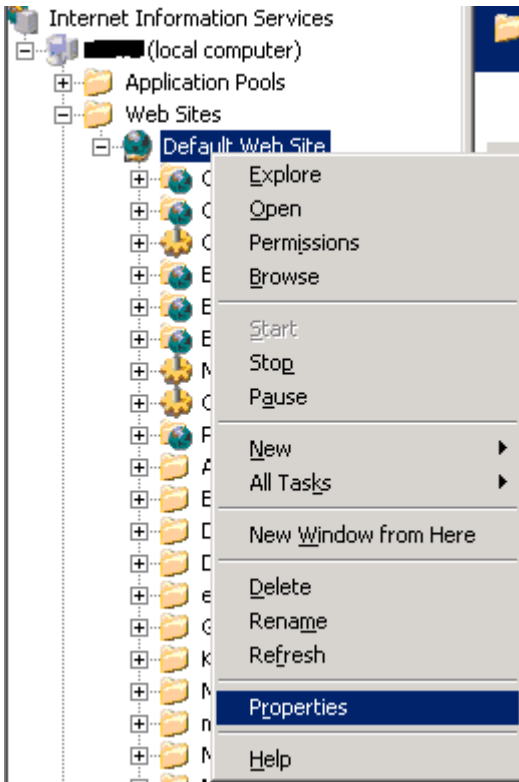 Internet Information Services
(local computer)
Application Pools
Web Sites
Default Web Site
Explore
Open
Permissions
Browse
Start
Stop
Pause
New
All Tasks
New Window from Here
Delete
Rename
Refresh
Properties
Help